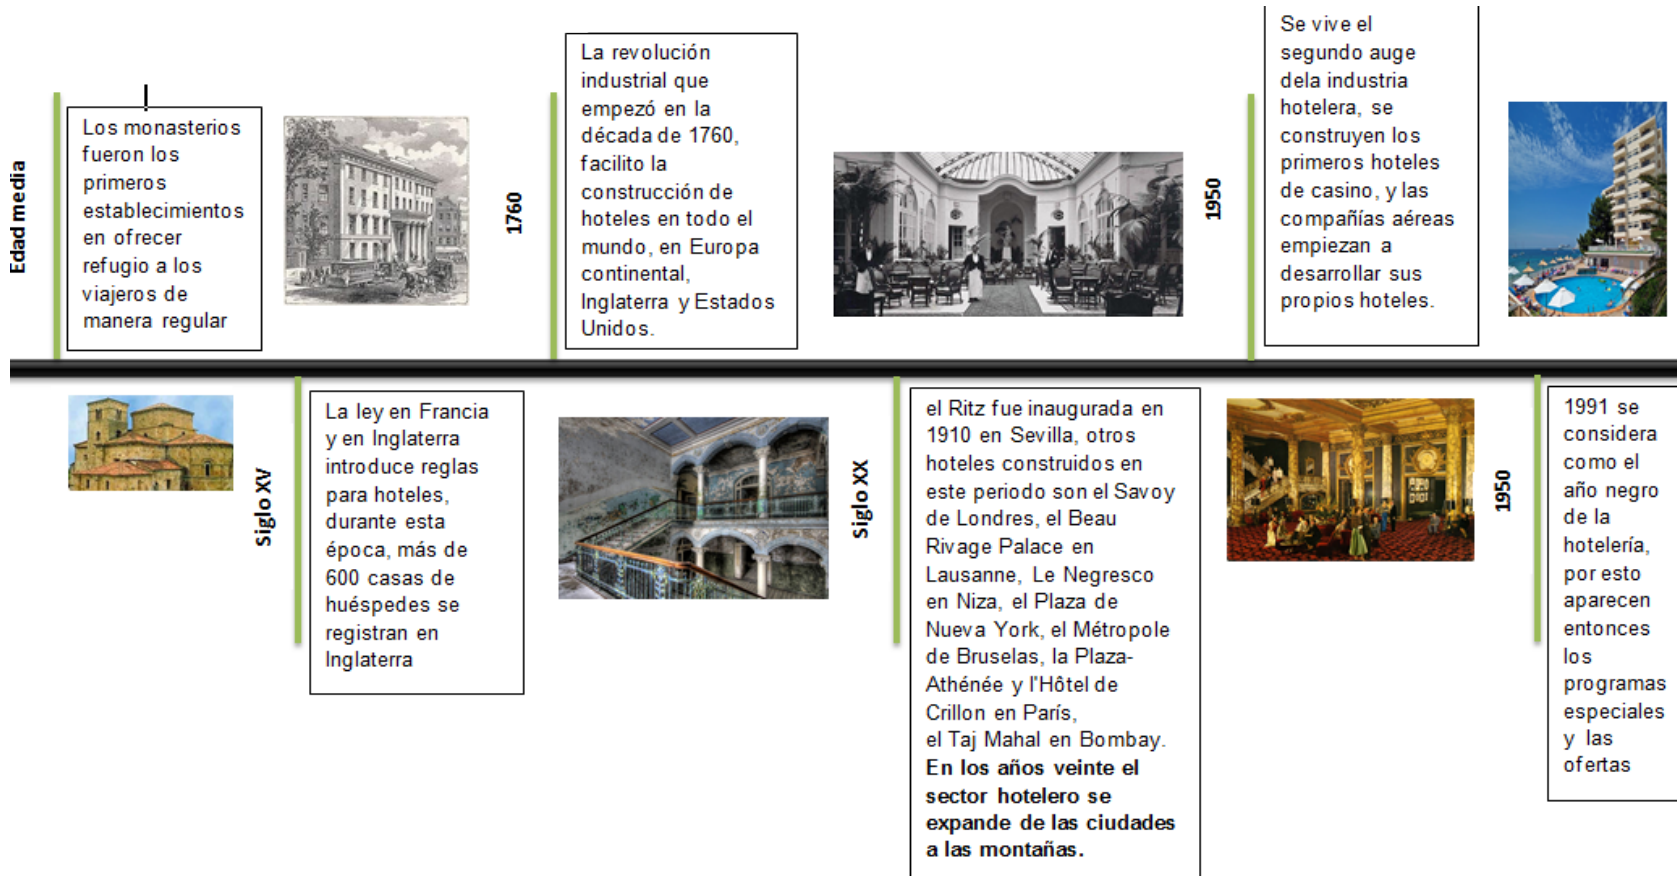 Edad media
Los monasterios
fueron los
primeros
establecimientos
en ofrecer
refugio a los
viajeros de
manera regular
Siglo XV
La ley en Francia
y en Inglaterra
introduce reglas
para hoteles,
durante esta
época, más de
600 casas de
huéspedes se
registran en
Inglaterra
1760
La revolución
industrial que
empezó en la
década de 1760,
facilito la
construcción de
hoteles en todo el
mundo, en Europa
continental,
Inglaterra y Estados
Unidos.
Siglo XX
el Ritz fue inaugurada en
1910 en Sevilla, otros
hoteles construidos en
este periodo son el Savoy
de Londres, el Beau
Rivage Palace en
Lausanne, Le Negresco
en Niza, el Plaza de
Nueva York, el Métropole
de Bruselas, la Plaza-
Athénée y l'Hôtel de
Crillon en París,
el Taj Mahal en Bombay.
En los años veinte el
sector hotelero se
expande de las ciudades
a las montañas.
1950
Se vive el
segundo auge
dela industria
hotelera, se
construyen los
primeros hoteles
de casino, y las
compañías aéreas
empiezan a
desarrollar sus
propios hoteles.
1950
1991 se
considera
como el
año negro
de la
hotelería,
por esto
aparecen
entonces
los
programas
especiales
y las
ofertas